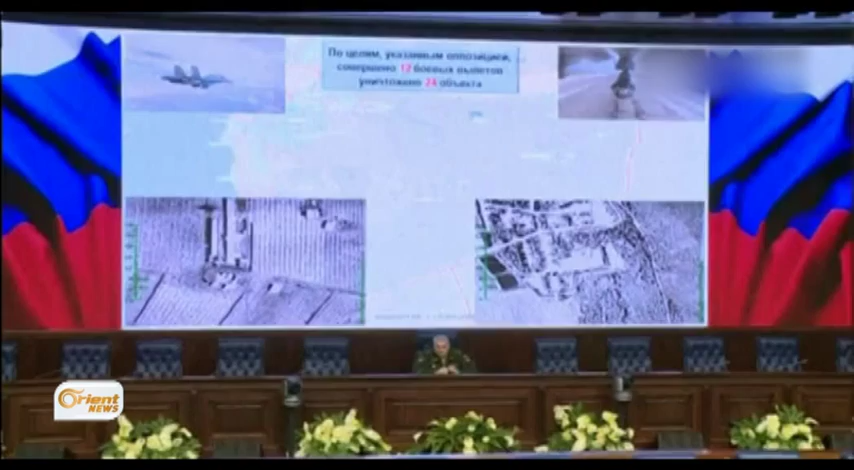 По целям, указанным оппозицией,
совершено 12 боевых вылетов
уничтожено 24 объекта
Orient
NEWS